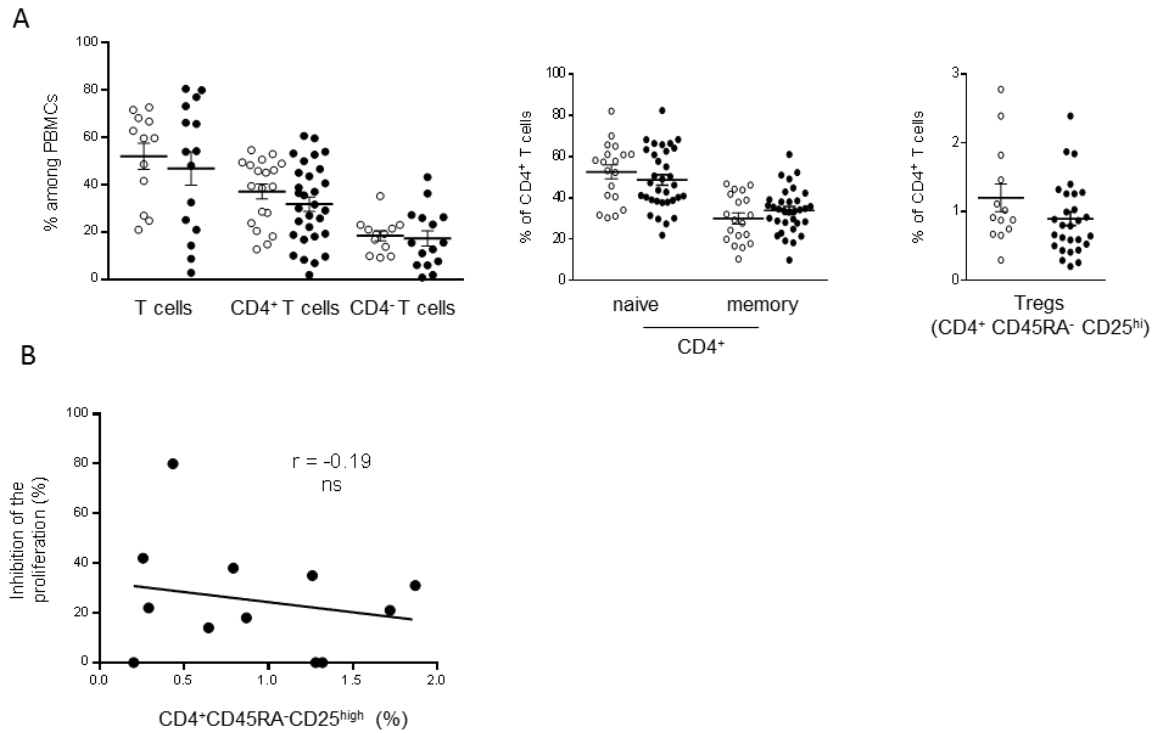 A
% among PBMCs
100
80
60
40
20
0
T cells
CD4⁺ T cells
CD4⁻ T cells
% of CD4⁺ T cells
100
80
60
40
20
0
naive
memory
CD4⁺
% of CD4⁺ T cells
3
2
1
0
Tregs
(CD4⁺ CD45RA⁻ CD25ʰⁱ)
B
Inhibition of the
proliferation (%)
100
80
60
40
20
0
r = -0.19
ns
0.0
0.5
1.0
1.5
2.0
CD4⁺CD45RA⁻CD25ʰⁱᵍʰ (%)